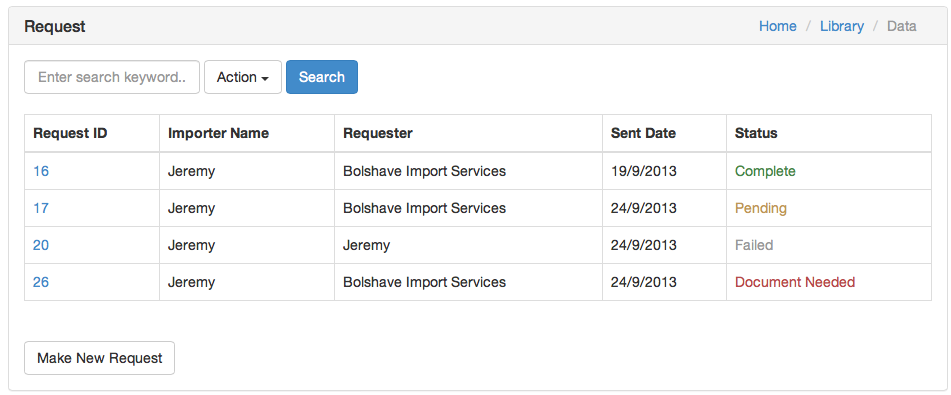 Request Home / Library / Data
Enter search keyword.. Action Search
Request ID Importer Name Requester Sent Date Status
16 Jeremy Bolshave Import Services 19/9/2013 Complete
17 Jeremy Bolshave Import Services 24/9/2013 Pending
20 Jeremy Jeremy 24/9/2013 Failed
26 Jeremy Bolshave Import Services 24/9/2013 Document Needed
Make New Request